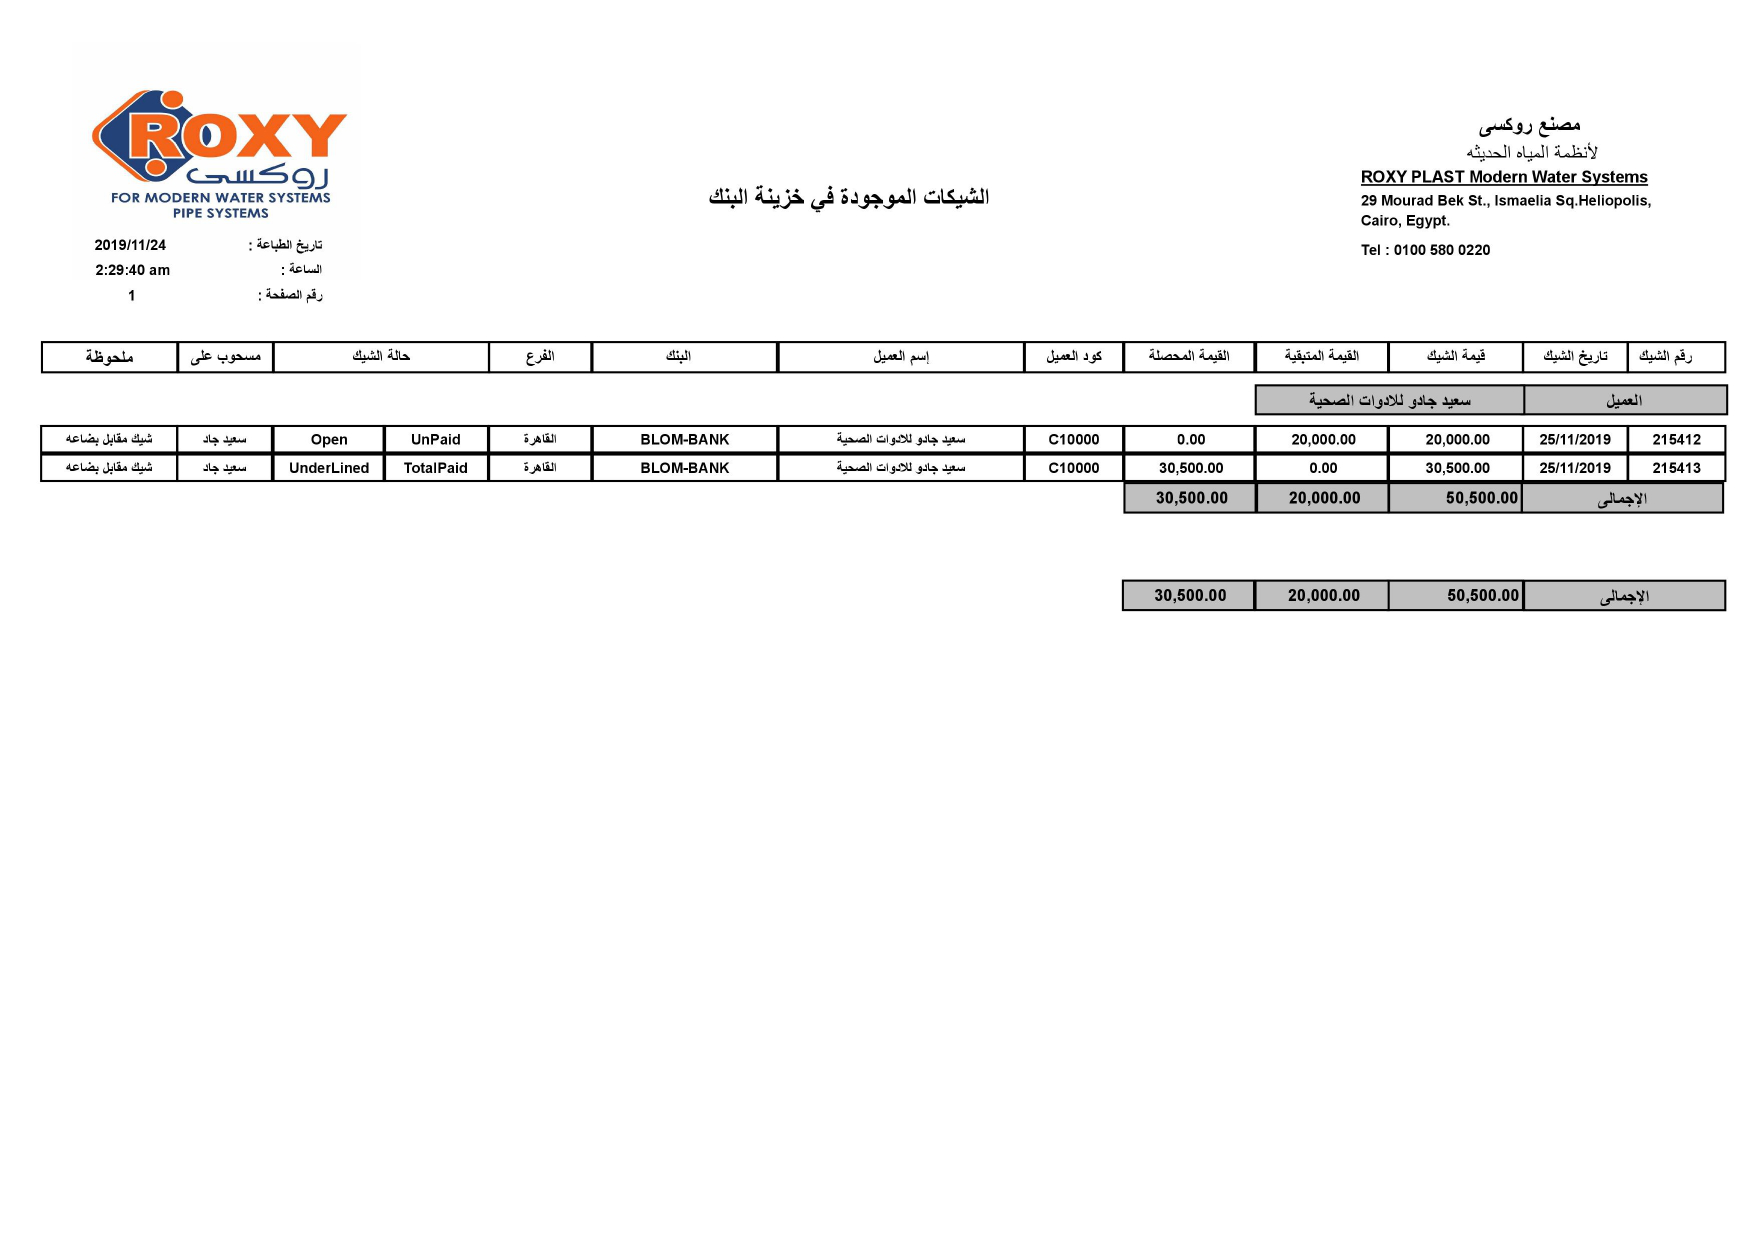 ROXY
روكسى
FOR MODERN WATER SYSTEMS
PIPE SYSTEMS
مصنع روكسى
لأنظمة المياه الحديثه
ROXY PLAST Modern Water Systems
29 Mourad Bek St., Ismaelia Sq.Heliopolis,
Cairo, Egypt.
Tel : 0100 580 0220
الشيكات الموجودة في خزينة البنك
تاريخ الطباعة : 2019/11/24
الساعة : 2:29:40 am
رقم الصفحة : 1
رقم الشيك تاريخ الشيك قيمة الشيك القيمة المتبقية القيمة المحصلة كود العميل إسم العميل البنك الفرع حالة الشيك مسحوب على ملحوظة
العميل سعيد جادو للادوات الصحية
215412 25/11/2019 20,000.00 20,000.00 0.00 C10000 سعيد جادو للادوات الصحية BLOM-BANK القاهرة UnPaid Open سعيد جاد شيك مقابل بضاعه
215413 25/11/2019 30,500.00 0.00 30,500.00 C10000 سعيد جادو للادوات الصحية BLOM-BANK القاهرة TotalPaid UnderLined سعيد جاد شيك مقابل بضاعه
الإجمالى 50,500.00 20,000.00 30,500.00
الإجمالى 50,500.00 20,000.00 30,500.00